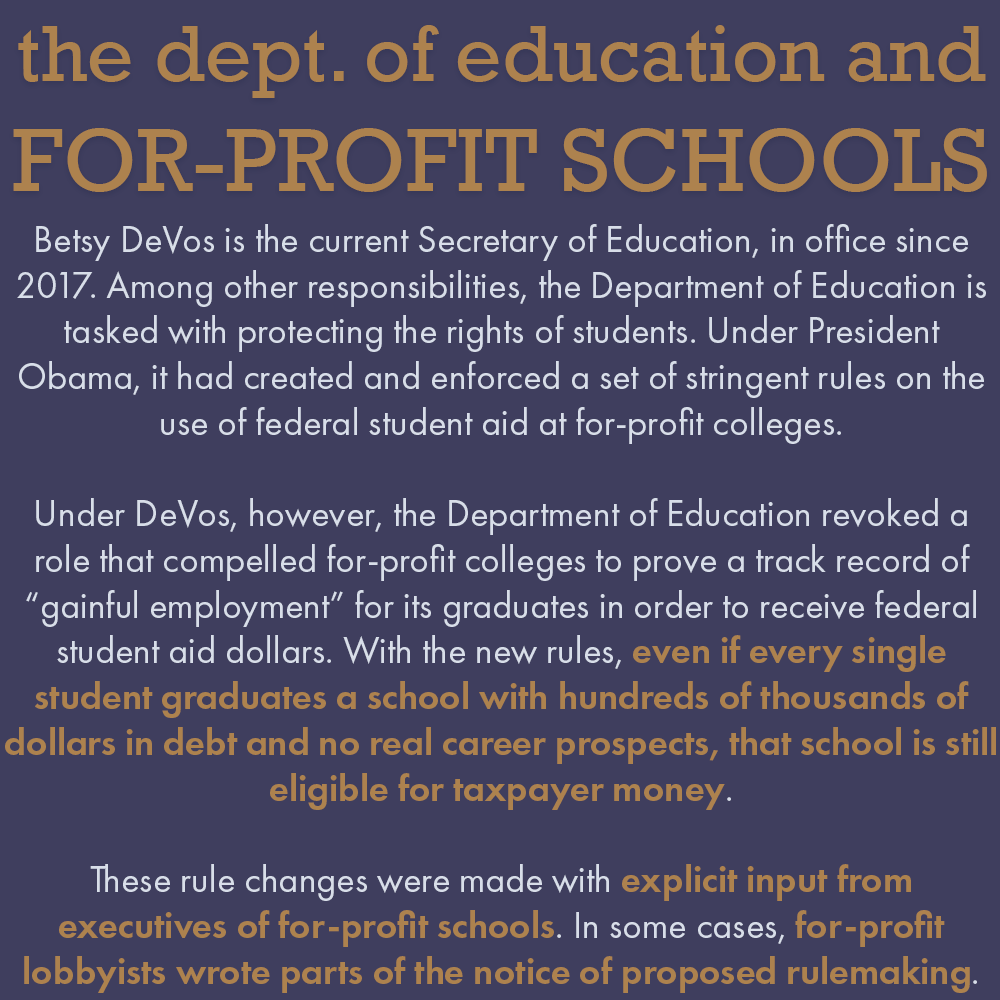 the dept. of education and
FOR-PROFIT SCHOOLS
Betsy DeVos is the current Secretary of Education, in office since
2017. Among other responsibilities, the Department of Education is
tasked with protecting the rights of students. Under President
Obama, it had created and enforced a set of stringent rules on the
use of federal student aid at for-profit colleges.
Under DeVos, however, the Department of Education revoked a
role that compelled for-profit colleges to prove a track record of
“gainful employment” for its graduates in order to receive federal
student aid dollars. With the new rules, even if every single
student graduates a school with hundreds of thousands of
dollars in debt and no real career prospects, that school is still
eligible for taxpayer money.
These rule changes were made with explicit input from
executives of for-profit schools. In some cases, for-profit
lobbyists wrote parts of the notice of proposed rulemaking.